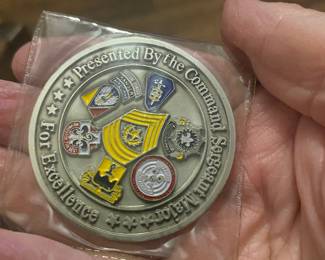 Presented By the Command Sergeant Major
For Excellence